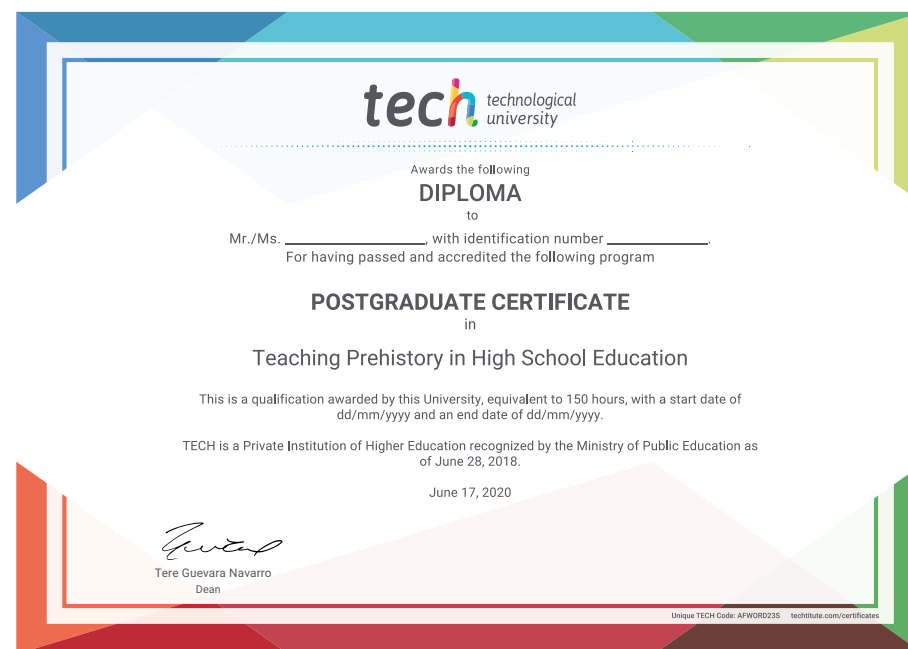 tech technological
university
Awards the following
DIPLOMA
to
Mr./Ms. ____________________, with identification number ______________.
For having passed and accredited the following program
POSTGRADUATE CERTIFICATE
in
Teaching Prehistory in High School Education
This is a qualification awarded by this University, equivalent to 150 hours, with a start date of
dd/mm/yyyy and an end date of dd/mm/yyyy.
TECH is a Private Institution of Higher Education recognized by the Ministry of Public Education as
of June 28, 2018.
June 17, 2020
Tere Guevara Navarro
Dean
Unique TECH Code: AFWORD23S techtitute.com/certificates